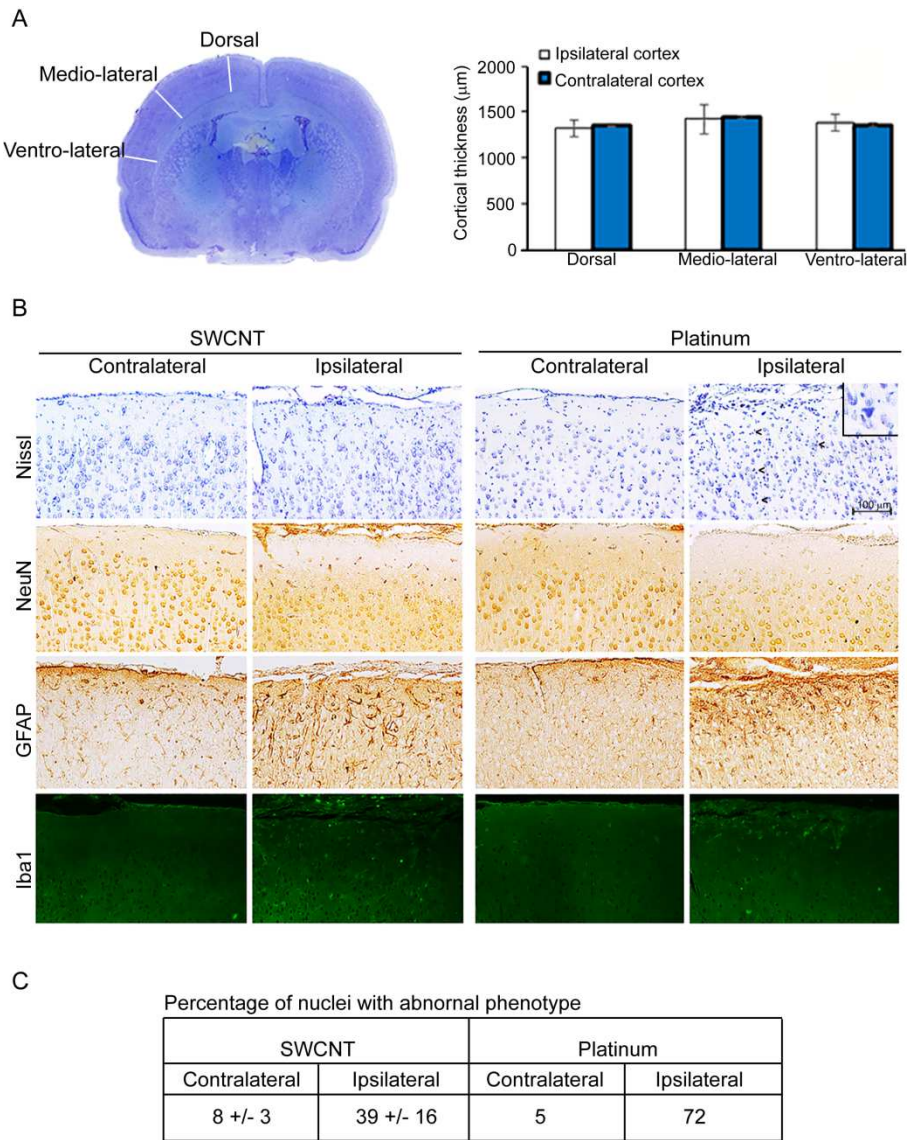 A
Dorsal
Medio-lateral
Ventro-lateral
Cortical thickness (μm)
2000
1500
1000
500
0
Ipsilateral cortex
Contralateral cortex
Dorsal
Medio-lateral
Ventro-lateral
B
SWCNT
Platinum
Contralateral
Ipsilateral
Contralateral
Ipsilateral
Nissl
100 μm
NeuN
GFAP
Iba1
C
Percentage of nuclei with abnornal phenotype
SWCNT
Platinum
Contralateral
Ipsilateral
Contralateral
Ipsilateral
8 +/- 3
39 +/- 16
5
72